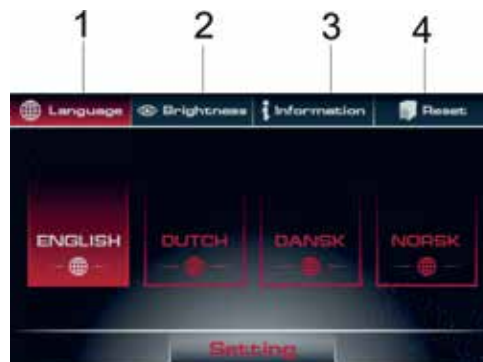 1 2 3 4
Language Brightness Information Reset
ENGLISH DUTCH DANSK NORSK
Setting